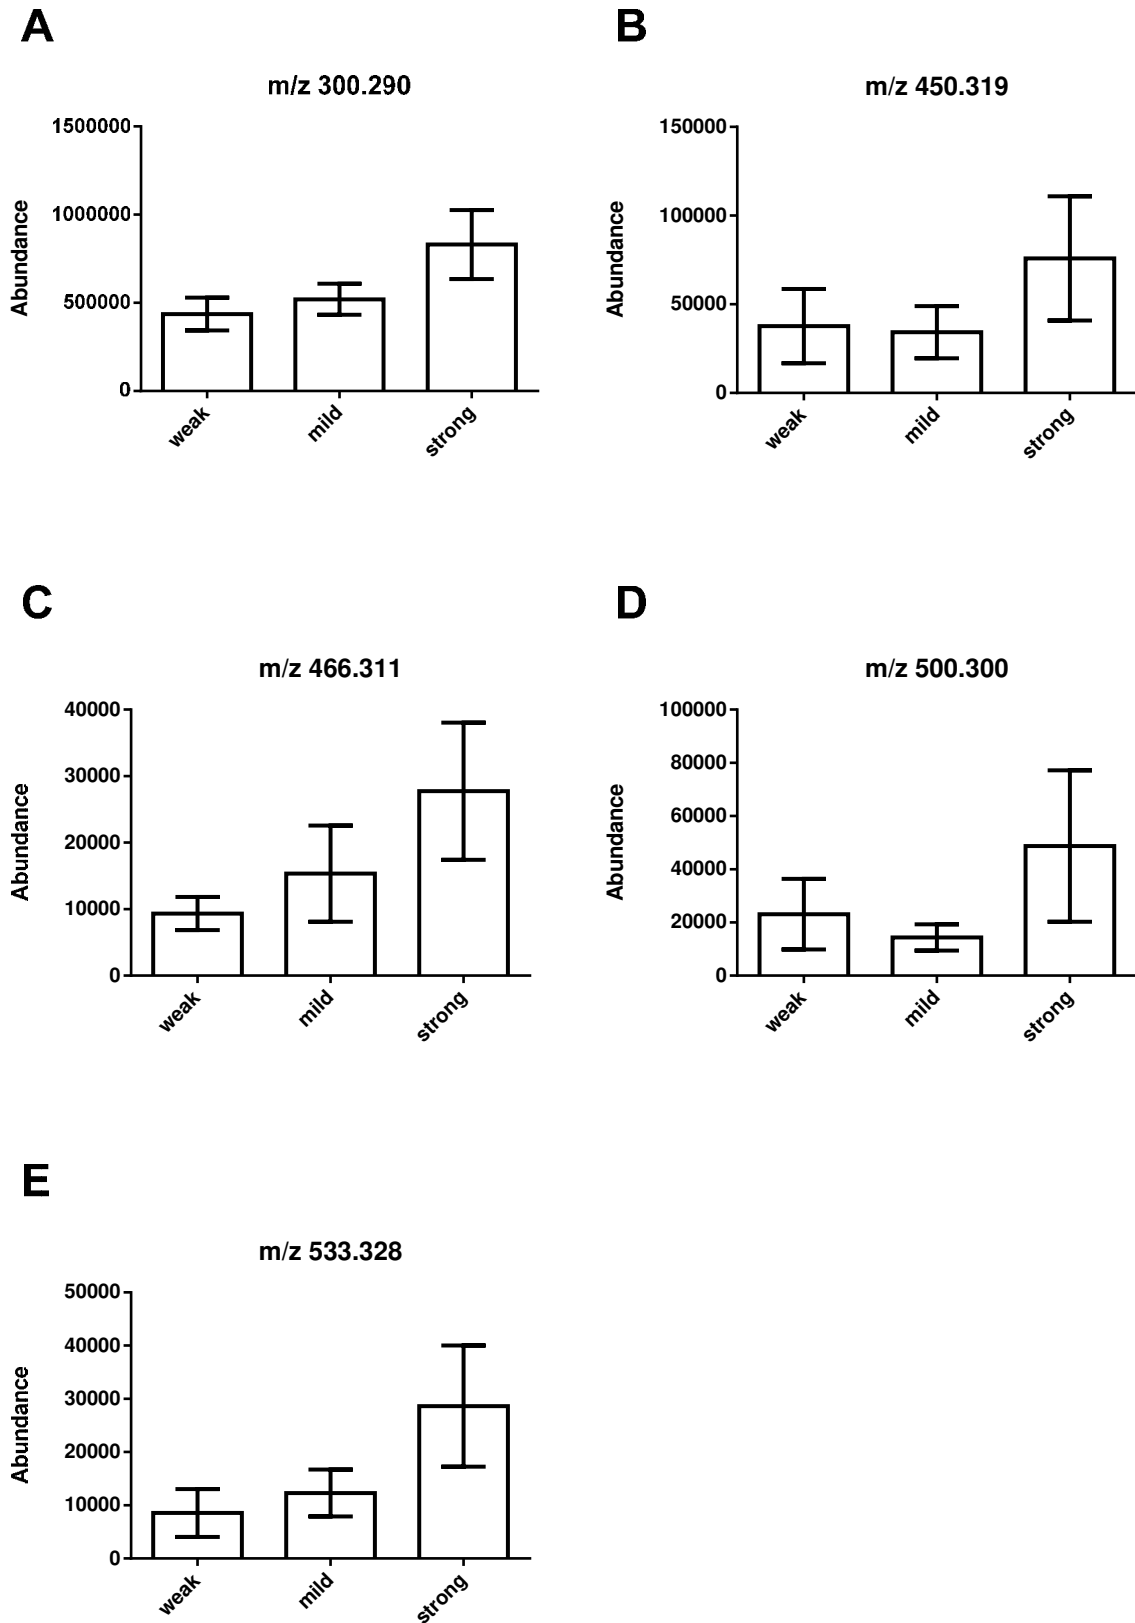 A
m/z 300.290
Abundance
1500000
1000000
500000
0
weak
mild
strong
B
m/z 450.319
Abundance
150000
100000
50000
0
weak
mild
strong
C
m/z 466.311
Abundance
40000
30000
20000
10000
0
weak
mild
strong
D
m/z 500.300
Abundance
100000
80000
60000
40000
20000
0
weak
mild
strong
E
m/z 533.328
Abundance
50000
40000
30000
20000
10000
0
weak
mild
strong